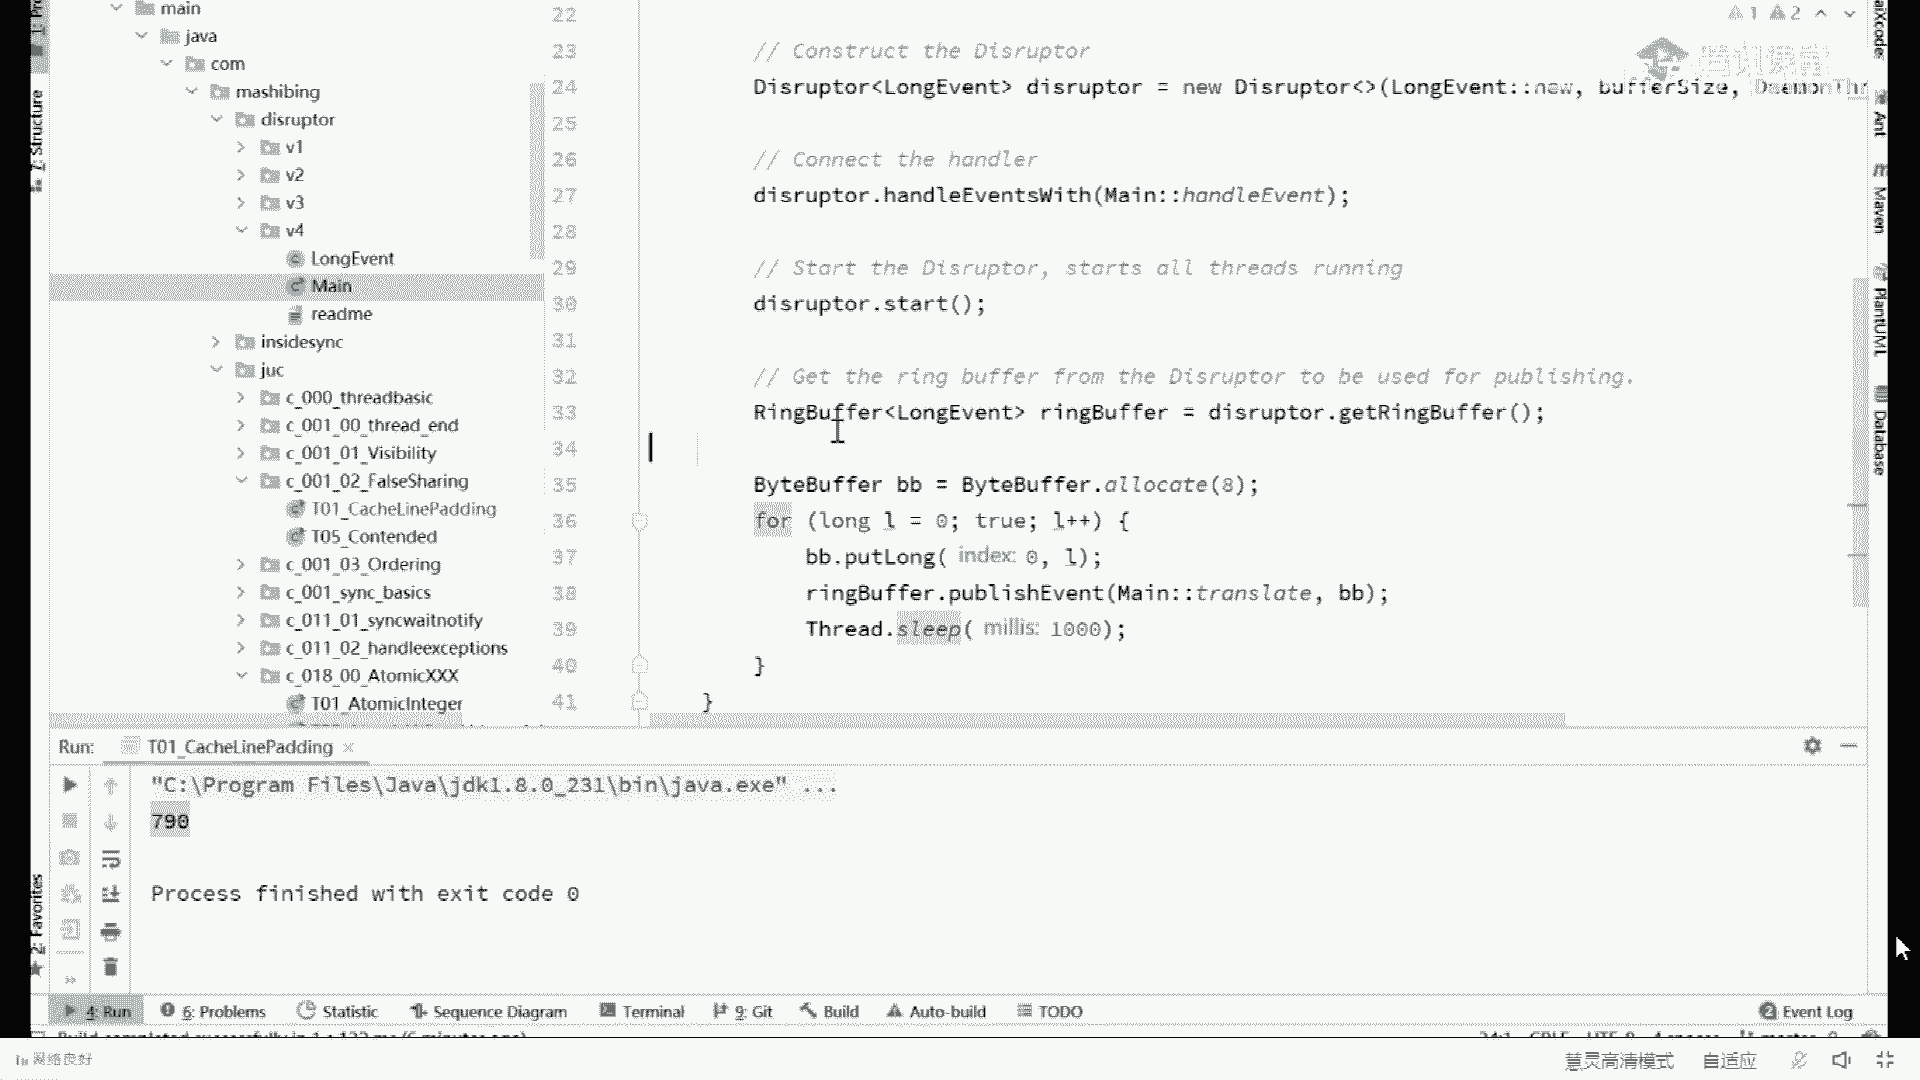 main
java
com
mashibing
disruptor
v1
v2
v3
v4
LongEvent
Main
readme
insidesync
juc
c_000_threadbasic
c_001_00_thread_end
c_001_01_Visibility
c_001_02_FalseSharing
T01_CacheLinePadding
T05_Contended
c_001_03_Ordering
c_001_sync_basics
c_011_01_syncwaitnotify
c_011_02_handleexceptions
c_018_00_AtomicXXX
T01_AtomicInteger
7: Structure
2: Favorites
22
23 // Construct the Disruptor
24 Disruptor<LongEvent> disruptor = new Disruptor<>(LongEvent::new, bufferSize, DaemonThr
25
26 // Connect the handler
27 disruptor.handleEventsWith(Main::handleEvent);
28
29 // Start the Disruptor, starts all threads running
30 disruptor.start();
31
32 // Get the ring buffer from the Disruptor to be used for publishing.
33 RingBuffer<LongEvent> ringBuffer = disruptor.getRingBuffer();
34
35 ByteBuffer bb = ByteBuffer.allocate(8);
36 for (long l = 0; true; l++) {
37 bb.putLong( index: 0, l);
38 ringBuffer.publishEvent(Main::translate, bb);
39 Thread.sleep( millis: 1000);
40 }
41 }
1 2
腾讯课堂
Ant
Maven
PlantUML
Database
Run: T01_CacheLinePadding
"C:\Program Files\Java\jdk1.8.0_231\bin\java.exe" ...
790
Process finished with exit code 0
4: Run 6: Problems Statistic Sequence Diagram Terminal 9: Git Build Auto-build TODO 2 Event Log
网络良好 慧灵高清模式 自适应